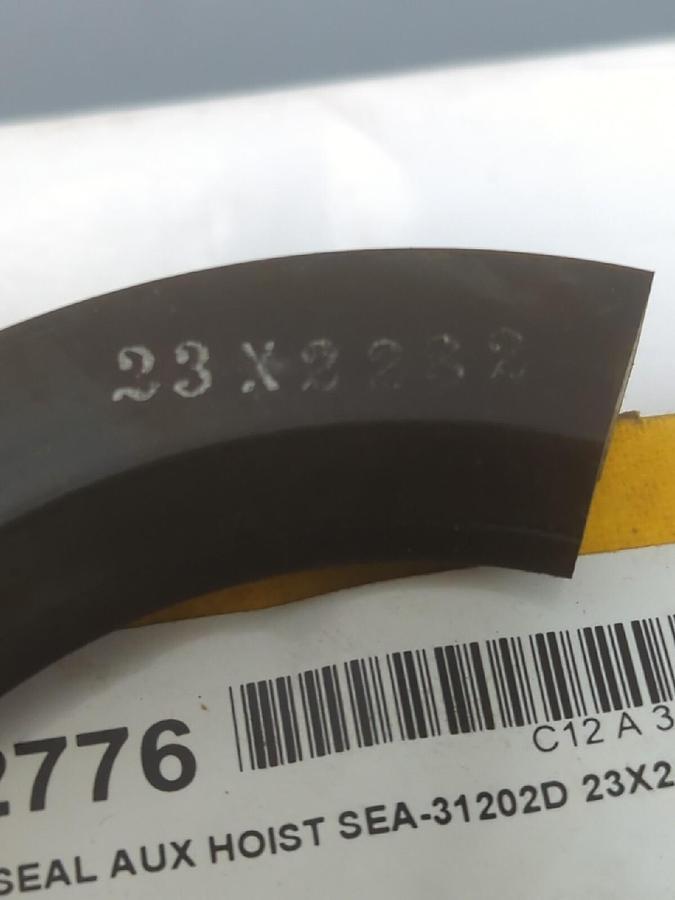 23X2232
2776
C12 A 3
SEAL AUX HOIST SEA-31202D 23X2